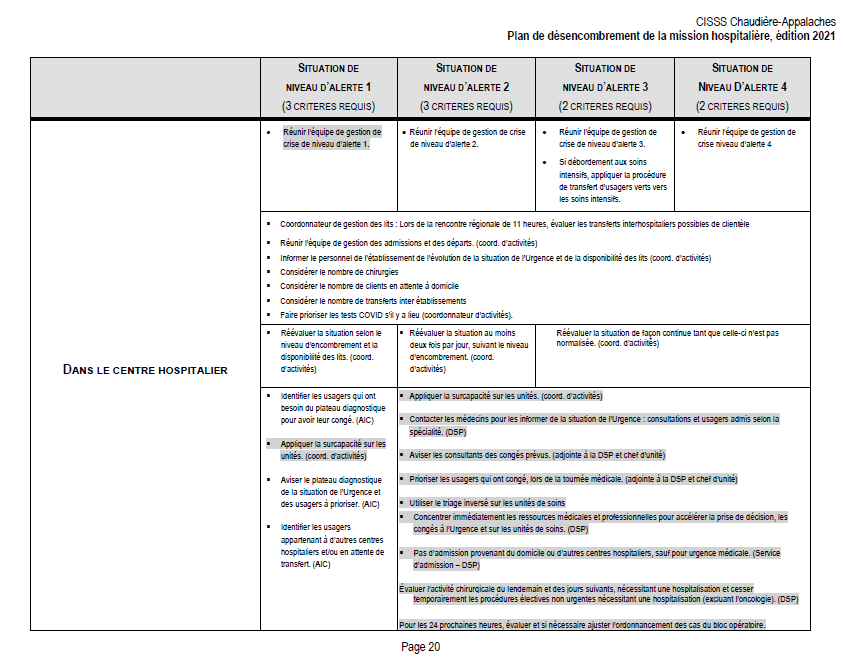 CISSS Chaudière-Appalaches
Plan de désencombrement de la mission hospitalière, édition 2021
SITUATION DE
NIVEAU D'ALERTE 1
(3 CRITERES REQUIS)
SITUATION DE
NIVEAU D'ALERTE 2
(3 CRITERES REQUIS)
SITUATION DE
NIVEAU D'ALERTE 3
(2 CRITERES REQUIS)
SITUATION DE
NIVEAU D'ALERTE 4
(2 CRITERES REQUIS)
DANS LE CENTRE HOSPITALIER
• Réunir l'équipe de gestion de
crise de niveau d'alerte 1.
• Réunir l'équipe de gestion de crise
de niveau d'alerte 2.
• Réunir l'équipe de gestion de
crise de niveau d'alerte 3.
• Si débordement aux soins
intensifs, appliquer la procédure
de transfert d'usagers verts vers
les soins intensifs.
• Réunir l'équipe de gestion de
crise niveau d'alerte 4
▪ Coordonnateur de gestion des lits : Lors de la rencontre régionale de 11 heures, évaluer les transferts interhospitaliers possibles de clientèle
▪ Réunir l'équipe de gestion des admissions et des départs. (coord. d'activités)
▪ Informer le personnel de l'établissement de l'évolution de la situation de l'Urgence et de la disponibilité des lits (coord. d'activités)
▪ Considérer le nombre de chirurgies
▪ Considérer le nombre de clients en attente à domicile
▪ Considérer le nombre de transferts inter établissements
▪ Faire prioriser les tests COVID s'il y a lieu (coordonnateur d'activités).
▪ Réévaluer la situation selon le
niveau d'encombrement et la
disponibilité des lits. (coord.
d'activités)
▪ Réévaluer la situation au moins
deux fois par jour, suivant le niveau
d'encombrement. (coord.
d'activités)
Réévaluer la situation de façon continue tant que celle-ci n'est pas
normalisée. (coord. d'activités)
▪ Identifier les usagers qui ont
besoin du plateau diagnostique
pour avoir leur congé. (AIC)
▪ Appliquer la surcapacité sur les
unités. (coord. d'activités)
▪ Aviser le plateau diagnostique
de la situation de l'Urgence et
des usagers à prioriser. (AIC)
▪ Identifier les usagers
appartenant à d'autres centres
hospitaliers et/ou en attente de
transfert. (AIC)
▪ Appliquer la surcapacité sur les unités. (coord. d'activités)
▪ Contacter les médecins pour les informer de la situation de l'Urgence : consultations et usagers admis selon la
spécialité. (DSP)
▪ Aviser les consultants des congés prévus. (adjointe à la DSP et chef d'unité)
▪ Prioriser les usagers qui ont congé, lors de la tournée médicale. (adjointe à la DSP et chef d'unité)
▪ Utiliser le triage inversé sur les unités de soins
▪ Concentrer immédiatement les ressources médicales et professionnelles pour accélérer la prise de décision, les
congés à l'Urgence et sur les unités de soins. (DSP)
▪ Pas d'admission provenant du domicile ou d'autres centres hospitaliers, sauf pour urgence médicale. (Service
d'admission – DSP)
Évaluer l'activité chirurgicale du lendemain et des jours suivants, nécessitant une hospitalisation et cesser
temporairement les procédures électives non urgentes nécessitant une hospitalisation (excluant l'oncologie). (DSP)
Pour les 24 prochaines heures, évaluer et si nécessaire ajuster l'ordonnancement des cas du bloc opératoire.
Page 20